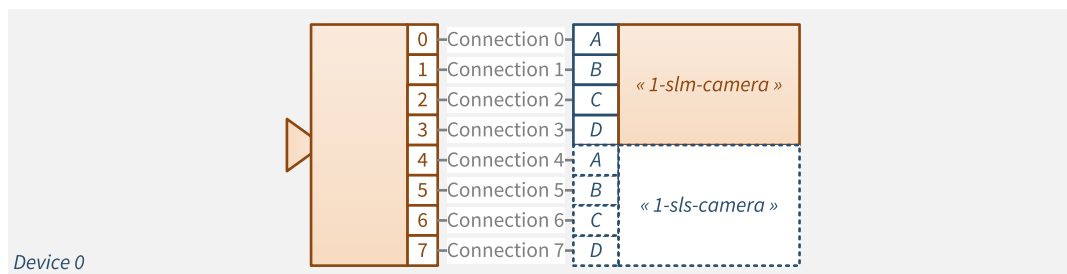 0 Connection 0 A
1 Connection 1 B
2 Connection 2 C
3 Connection 3 D
« 1-slm-camera »
4 Connection 4 A
5 Connection 5 B
6 Connection 6 C
7 Connection 7 D
« 1-sls-camera »
Device 0